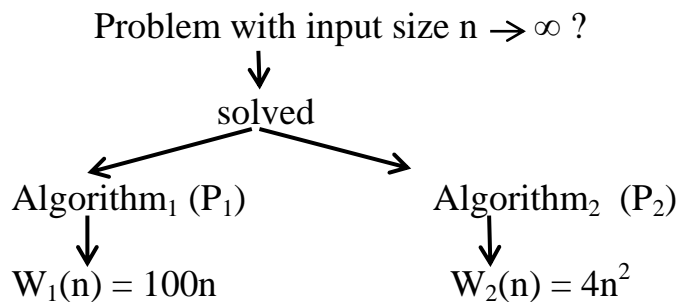 Problem with input size n → ∞ ?
solved
Algorithm₁ (P₁) Algorithm₂ (P₂)
W₁(n) = 100n W₂(n) = 4n²